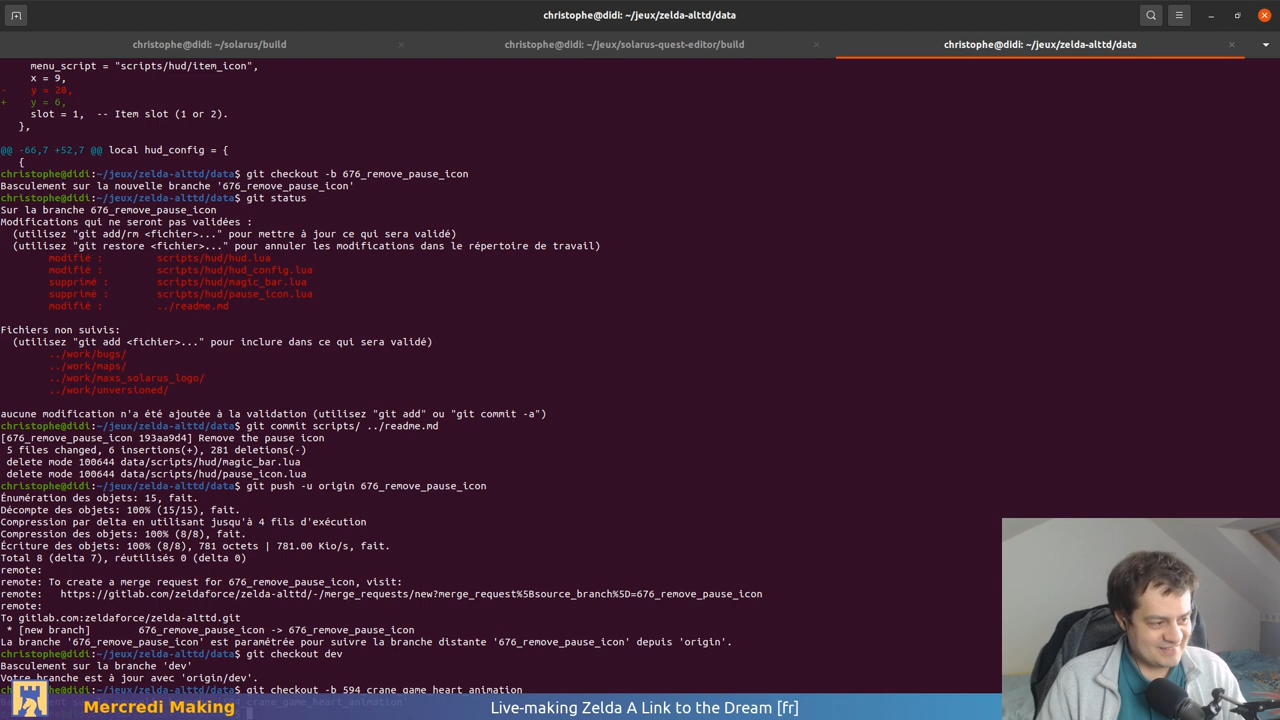 christophe@didi: ~/jeux/zelda-alttd/data
christophe@didi: ~/solarus/build
christophe@didi: ~/jeux/solarus-quest-editor/build
christophe@didi: ~/jeux/zelda-alttd/data
menu_script = "scripts/hud/item_icon",
x = 9,
- y = 28,
+ y = 6,
slot = 1, -- Item slot (1 or 2).
},
@@ -66,7 +52,7 @@ local hud_config = {
{
christophe@didi:~/jeux/zelda-alttd/data$ git checkout -b 676_remove_pause_icon
Basculement sur la nouvelle branche '676_remove_pause_icon'
christophe@didi:~/jeux/zelda-alttd/data$ git status
Sur la branche 676_remove_pause_icon
Modifications qui ne seront pas validées :
(utilisez "git add/rm <fichier>..." pour mettre à jour ce qui sera validé)
(utilisez "git restore <fichier>..." pour annuler les modifications dans le répertoire de travail)
modifié : scripts/hud/hud.lua
modifié : scripts/hud/hud_config.lua
supprimé : scripts/hud/magic_bar.lua
supprimé : scripts/hud/pause_icon.lua
modifié : ../readme.md
Fichiers non suivis:
(utilisez "git add <fichier>..." pour inclure dans ce qui sera validé)
../work/bugs/
../work/maps/
../work/maxs_solarus_logo/
../work/unversioned/
aucune modification n'a été ajoutée à la validation (utilisez "git add" ou "git commit -a")
christophe@didi:~/jeux/zelda-alttd/data$ git commit scripts/ ../readme.md
[676_remove_pause_icon 193aa9d4] Remove the pause icon
5 files changed, 6 insertions(+), 281 deletions(-)
delete mode 100644 data/scripts/hud/magic_bar.lua
delete mode 100644 data/scripts/hud/pause_icon.lua
christophe@didi:~/jeux/zelda-alttd/data$ git push -u origin 676_remove_pause_icon
Énumération des objets: 15, fait.
Décompte des objets: 100% (15/15), fait.
Compression par delta en utilisant jusqu'à 4 fils d'exécution
Compression des objets: 100% (8/8), fait.
Écriture des objets: 100% (8/8), 781 octets | 781.00 Kio/s, fait.
Total 8 (delta 7), réutilisés 0 (delta 0)
remote:
remote: To create a merge request for 676_remove_pause_icon, visit:
remote: https://gitlab.com/zeldaforce/zelda-alttd/-/merge_requests/new?merge_request%5Bsource_branch%5D=676_remove_pause_icon
remote:
To gitlab.com:zeldaforce/zelda-alttd.git
* [new branch] 676_remove_pause_icon -> 676_remove_pause_icon
La branche '676_remove_pause_icon' est paramétrée pour suivre la branche distante '676_remove_pause_icon' depuis 'origin'.
christophe@didi:~/jeux/zelda-alttd/data$ git checkout dev
Basculement sur la branche 'dev'
Votre branche est à jour avec 'origin/dev'.
christophe@didi:~/jeux/zelda-alttd/data$ git checkout -b 594_crane_game_heart_animation
Mercredi Making
Live-making Zelda A Link to the Dream [fr]